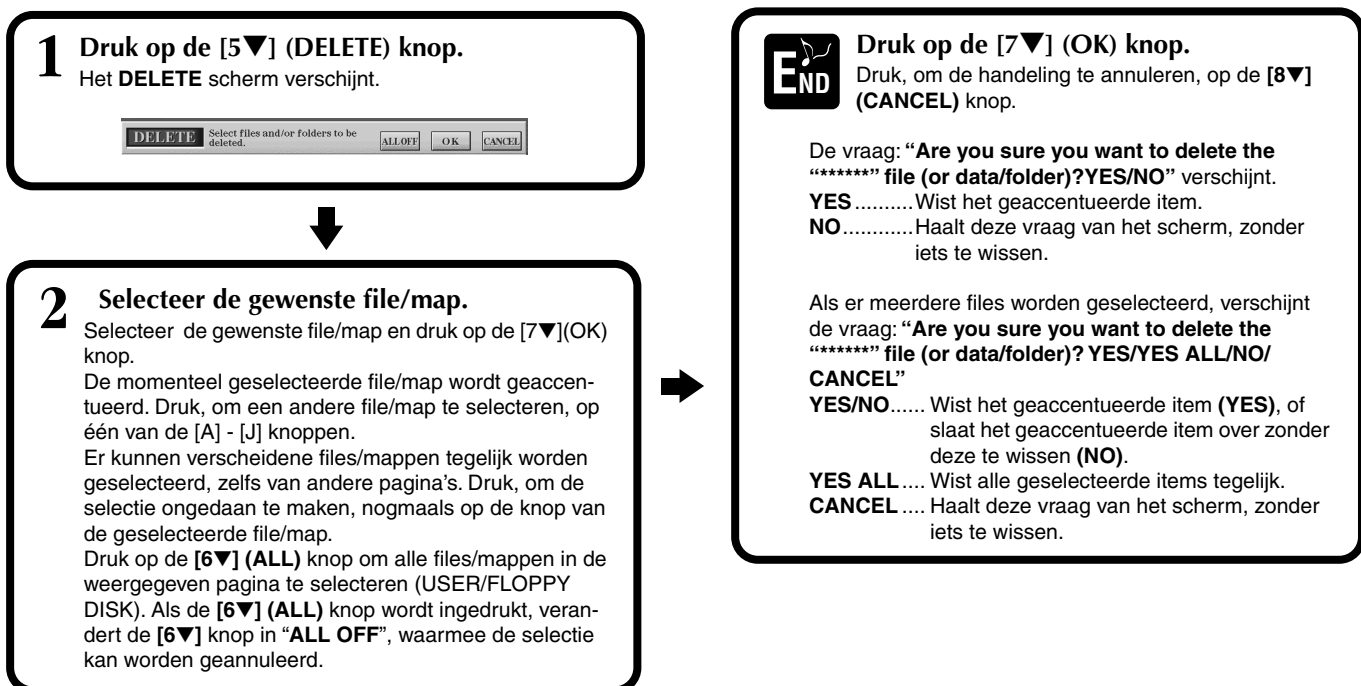 1 Druk op de [5▼] (DELETE) knop.
Het DELETE scherm verschijnt.
DELETE Select files and/or folders to be
deleted.
ALL OFF OK CANCEL
2 Selecteer de gewenste file/map.
Selecteer de gewenste file/map en druk op de [7▼](OK)
knop.
De momenteel geselecteerde file/map wordt geaccen-
tueerd. Druk, om een andere file/map te selecteren, op
één van de [A] - [J] knoppen.
Er kunnen verscheidene files/mappen tegelijk worden
geselecteerd, zelfs van andere pagina's. Druk, om de
selectie ongedaan te maken, nogmaals op de knop van
de geselecteerde file/map.
Druk op de [6▼] (ALL) knop om alle files/mappen in de
weergegeven pagina te selecteren (USER/FLOPPY
DISK). Als de [6▼] (ALL) knop wordt ingedrukt, veran-
dert de [6▼] knop in “ALL OFF”, waarmee de selectie
kan worden geannuleerd.
END
Druk op de [7▼] (OK) knop.
Druk, om de handeling te annuleren, op de [8▼]
(CANCEL) knop.
De vraag: “Are you sure you want to delete the
“******” file (or data/folder)?YES/NO” verschijnt.
YES..........Wist het geaccentueerde item.
NO............Haalt deze vraag van het scherm, zonder
iets te wissen.
Als er meerdere files worden geselecteerd, verschijnt
de vraag: “Are you sure you want to delete the
“******” file (or data/folder)? YES/YES ALL/NO/
CANCEL”
YES/NO...... Wist het geaccentueerde item (YES), of
slaat het geaccentueerde item over zonder
deze te wissen (NO).
YES ALL.... Wist alle geselecteerde items tegelijk.
CANCEL.... Haalt deze vraag van het scherm, zonder
iets te wissen.